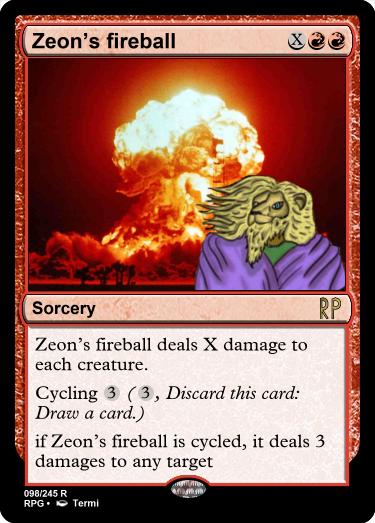 Zeon's fireball X R R
Sorcery RP
Zeon's fireball deals X damage to
each creature.
Cycling 3 (3, Discard this card:
Draw a card.)
if Zeon's fireball is cycled, it deals 3
damages to any target
098/245 R
RPG • Termi